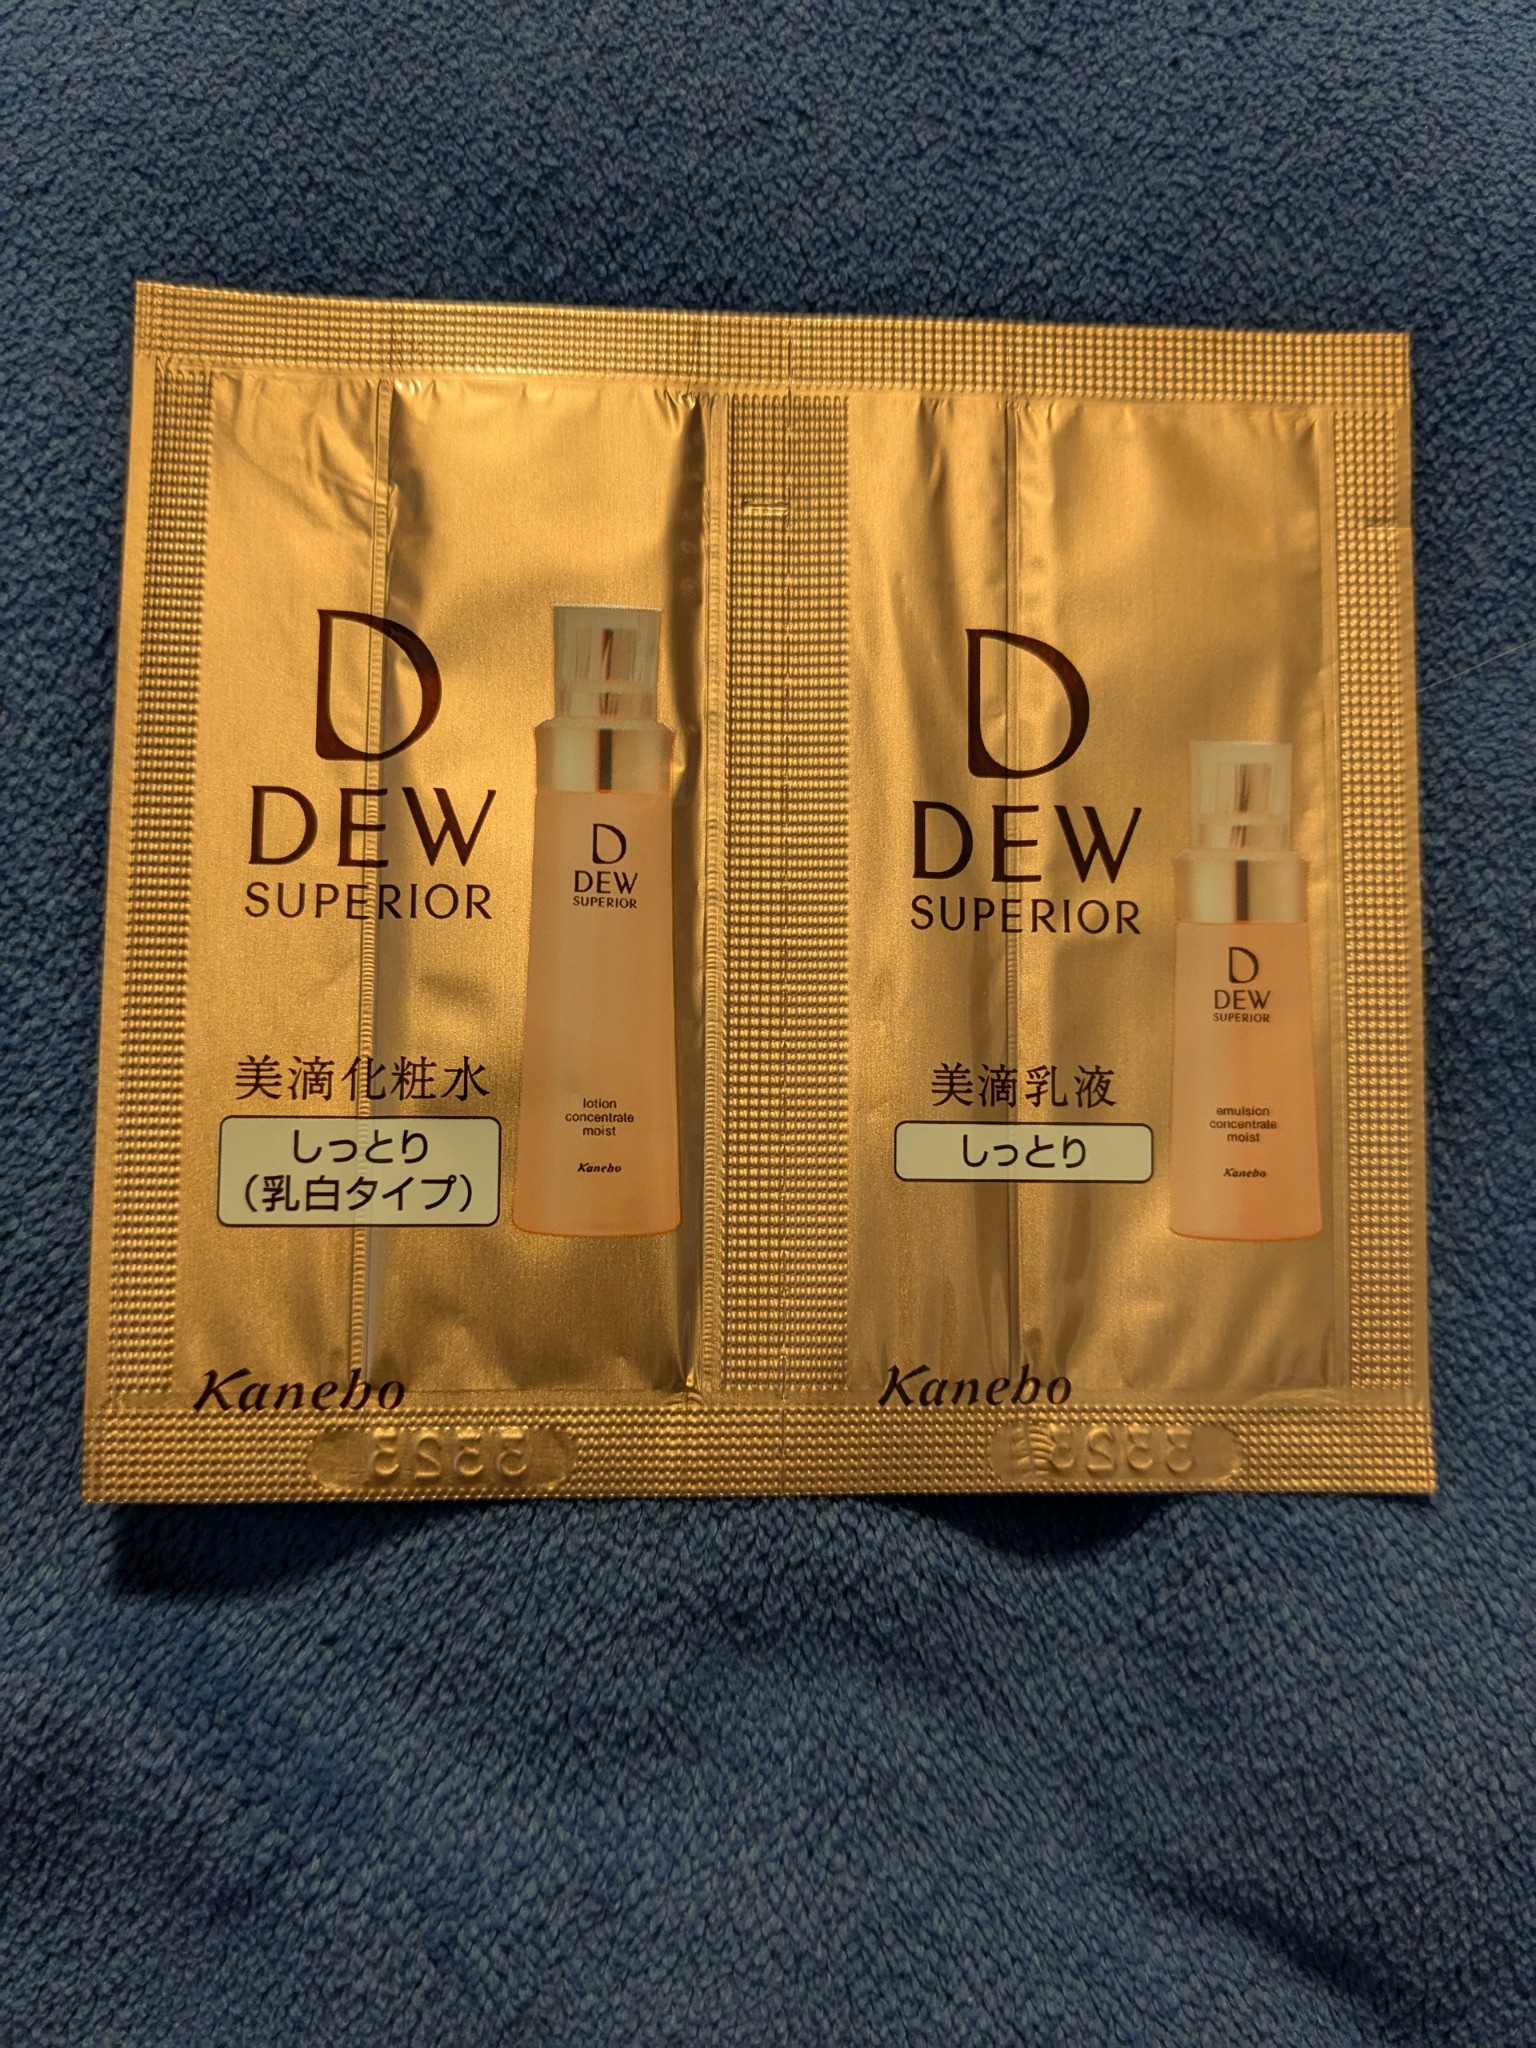 D
DEW
SUPERIOR
美滴化粧水
しっとり
(乳白タイプ)
D
DEW
SUPERIOR
lotion
concentrate
moist
Kanebo
Kanebo
D
DEW
SUPERIOR
美滴乳液
しっとり
D
DEW
SUPERIOR
emulsion
concentrate
moist
Kanebo
Kanebo